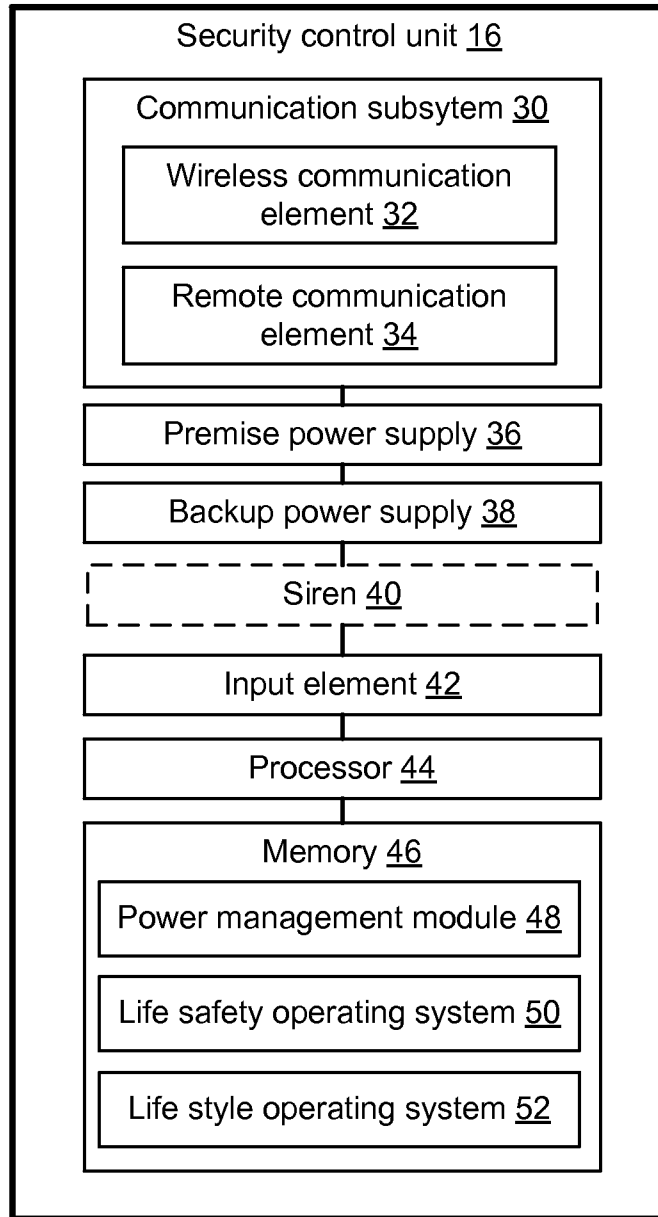 Security control unit 16
Communication subsytem 30
Wireless communication
element 32
Remote communication
element 34
Premise power supply 36
Backup power supply 38
Siren 40
Input element 42
Processor 44
Memory 46
Power management module 48
Life safety operating system 50
Life style operating system 52